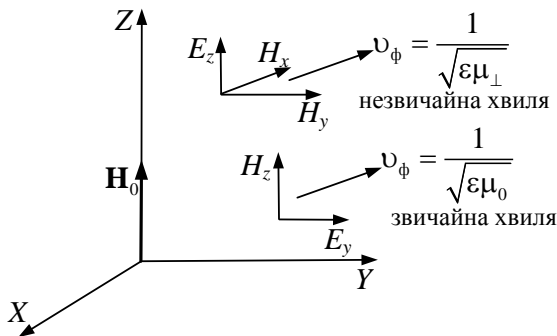 Z
E_z
H_x
υ_ф = 1/√(εμ_⊥)
H_y
незвичайна хвиля
H_0
H_z
υ_ф = 1/√(εμ_0)
E_y
звичайна хвиля
X
Y